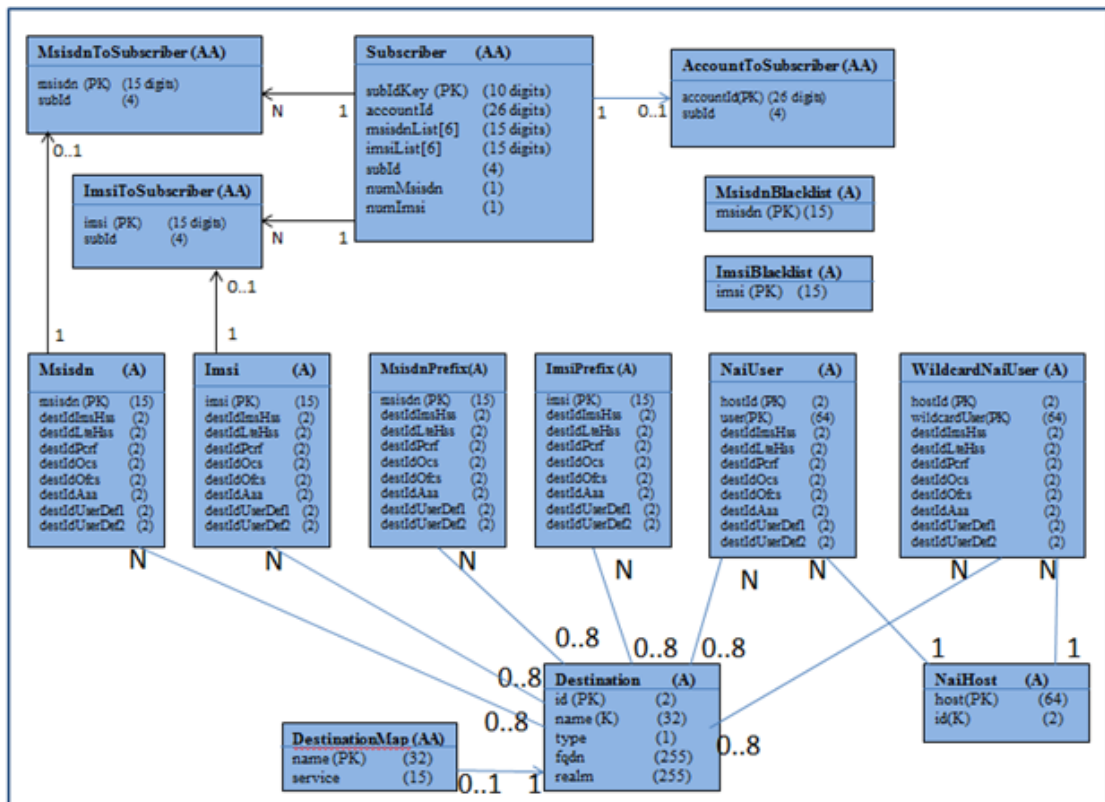 MsisdnToSubscriber (AA)
msisdn (PK) (15 digits)
subId (4)
Subscriber (AA)
subIdKey (PK) (10 digits)
accountId (26 digits)
msisdnList[6] (15 digits)
imsiList[6] (15 digits)
subId (4)
numMsisdn (1)
numImsi (1)
AccountToSubscriber (AA)
accountId(PK) (26 digits)
subId (4)
N 1
1 0..1
0..1
ImsiToSubscriber (AA)
imsi (PK) (15 digits)
subId (4)
N 1
MsisdnBlacklist (A)
msisdn (PK) (15)
ImsiBlacklist (A)
imsi (PK) (15)
0..1
1 1
Msisdn (A)
msisdn (PK) (15)
destIdImsHss (2)
destIdLteHss (2)
destIdPcrf (2)
destIdOcs (2)
destIdOfcs (2)
destIdAaa (2)
destIdUserDef1 (2)
destIdUserDef2 (2)
Imsi (A)
imsi (PK) (15)
destIdImsHss (2)
destIdLteHss (2)
destIdPcrf (2)
destIdOcs (2)
destIdOfcs (2)
destIdAaa (2)
destIdUserDef1 (2)
destIdUserDef2 (2)
MsisdnPrefix(A)
msisdn (PK) (15)
destIdImsHss (2)
destIdLteHss (2)
destIdPcrf (2)
destIdOcs (2)
destIdOfcs (2)
destIdAaa (2)
destIdUserDef1 (2)
destIdUserDef2 (2)
ImsiPrefix (A)
imsi (PK) (15)
destIdImsHss (2)
destIdLteHss (2)
destIdPcrf (2)
destIdOcs (2)
destIdOfcs (2)
destIdAaa (2)
destIdUserDef1 (2)
destIdUserDef2 (2)
NaiUser (A)
hostId (PK) (2)
user(PK) (64)
destIdImsHss (2)
destIdLteHss (2)
destIdPcrf (2)
destIdOcs (2)
destIdOfcs (2)
destIdAaa (2)
destIdUserDef1 (2)
destIdUserDef2 (2)
WildcardNaiUser (A)
hostId (PK) (2)
wildcardUser(PK) (64)
destIdImsHss (2)
destIdLteHss (2)
destIdPcrf (2)
destIdOcs (2)
destIdOfcs (2)
destIdAaa (2)
destIdUserDef1 (2)
destIdUserDef2 (2)
N N N N N N N N
0..8 0..8 0..8 1 1
0..8
0..8
0..8
Destination (A)
id (PK) (2)
name (K) (32)
type (1)
fqdn (255)
realm (255)
NaiHost (A)
host(PK) (64)
id(K) (2)
DestinationMap (AA)
name (PK) (32)
service (15)
0..1 1